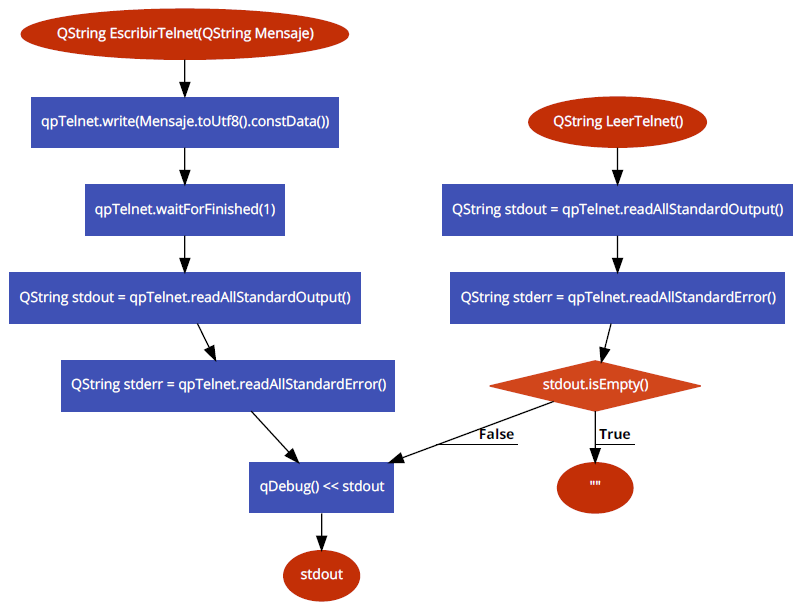 QString EscribirTelnet(QString Mensaje)
qpTelnet.write(Mensaje.toUtf8().constData())
qpTelnet.waitForFinished(1)
QString stdout = qpTelnet.readAllStandardOutput()
QString stderr = qpTelnet.readAllStandardError()
QString LeerTelnet()
QString stdout = qpTelnet.readAllStandardOutput()
QString stderr = qpTelnet.readAllStandardError()
stdout.isEmpty()
False
True
qDebug() << stdout
""
stdout